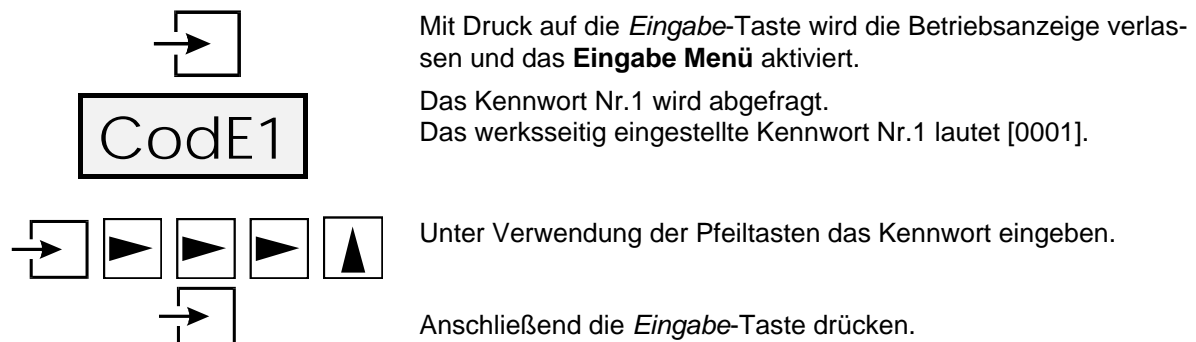 Mit Druck auf die Eingabe-Taste wird die Betriebsanzeige verlas-
sen und das Eingabe Menü aktiviert.
CodE1
Das Kennwort Nr.1 wird abgefragt.
Das werksseitig eingestellte Kennwort Nr.1 lautet [0001].
Unter Verwendung der Pfeiltasten das Kennwort eingeben.
Anschließend die Eingabe-Taste drücken.